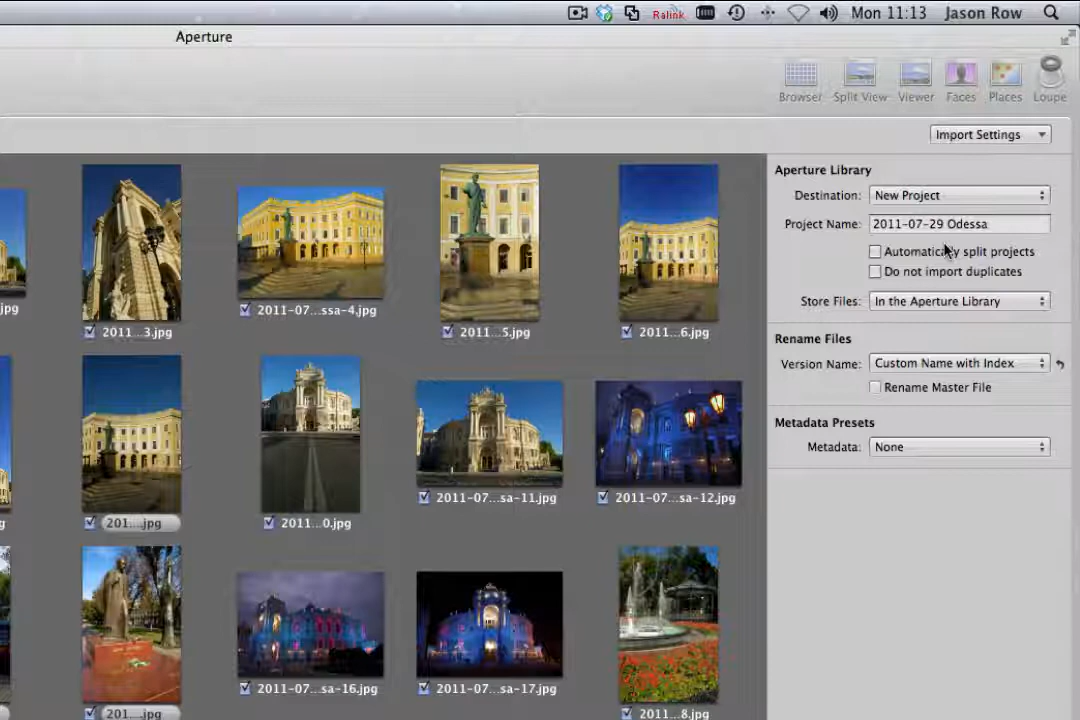 Ralink Mon 11:13 Jason Row
Aperture
Browser Split View Viewer Faces Places Loupe
Import Settings
Aperture Library
Destination: New Project
Project Name: 2011-07-29 Odessa
Automatically split projects
Do not import duplicates
Store Files: In the Aperture Library
Rename Files
Version Name: Custom Name with Index
Rename Master File
Metadata Presets
Metadata: None
jpg
2011...3.jpg
2011-07...ssa-4.jpg
2011...5.jpg
2011...6.jpg
g
201....jpg
2011...0.jpg
2011-07...sa-11.jpg
2011-07...sa-12.jpg
201....jpg
2011-07...sa-16.jpg
2011-07...sa-17.jpg
2011...8.jpg